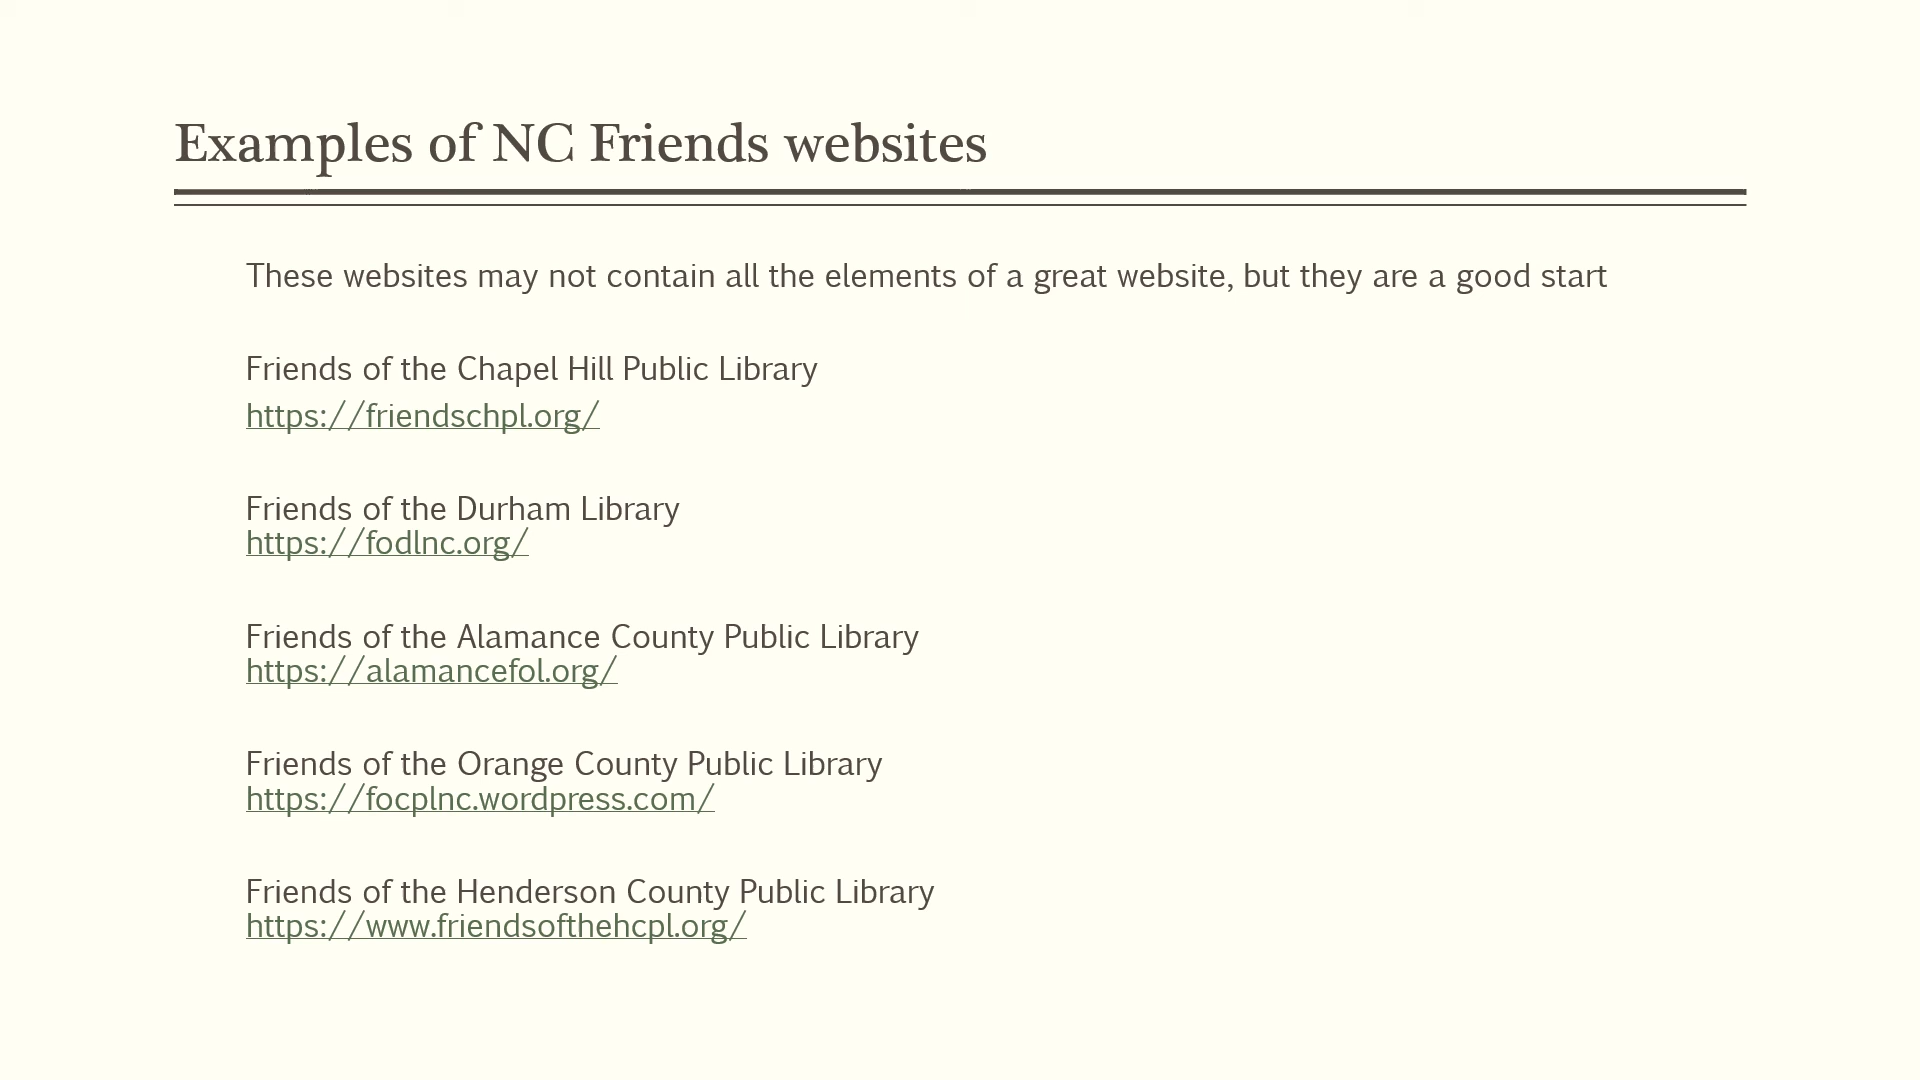 Examples of NC Friends websites
These websites may not contain all the elements of a great website, but they are a good start
Friends of the Chapel Hill Public Library
https://friendschpl.org/
Friends of the Durham Library
https://fodlnc.org/
Friends of the Alamance County Public Library
https://alamancefol.org/
Friends of the Orange County Public Library
https://focplnc.wordpress.com/
Friends of the Henderson County Public Library
https://www.friendsofthehcpl.org/